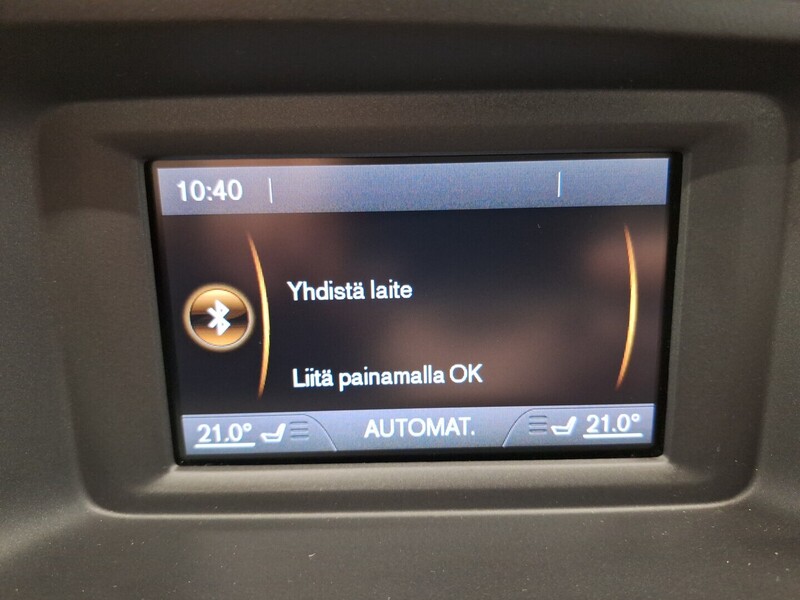 10:40
Yhdistä laite
Liitä painamalla OK
21.0° AUTOMAT. 21.0°